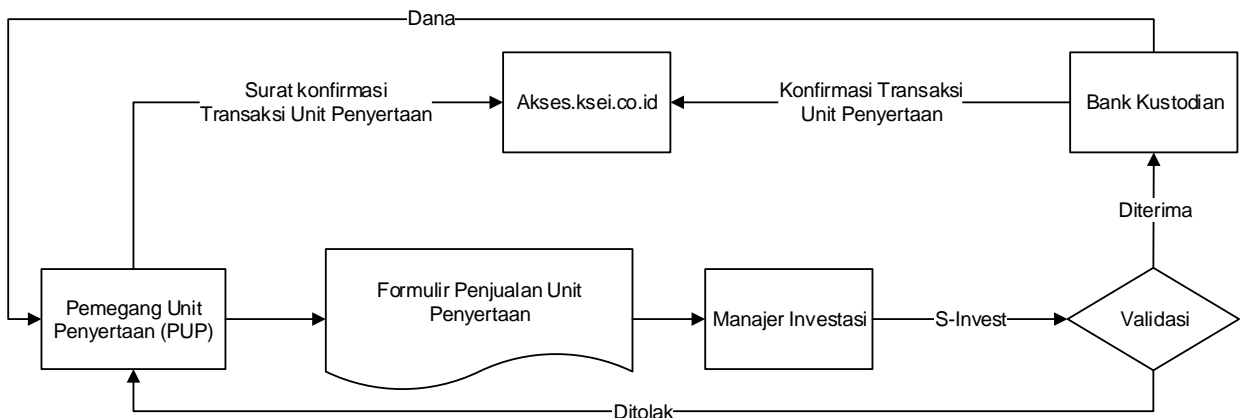 Dana
Surat konfirmasi
Transaksi Unit Penyertaan
Akses.ksei.co.id
Konfirmasi Transaksi
Unit Penyertaan
Bank Kustodian
Diterima
Pemegang Unit
Penyertaan (PUP)
Formulir Penjualan Unit
Penyertaan
Manajer Investasi
S-Invest
Validasi
Ditolak